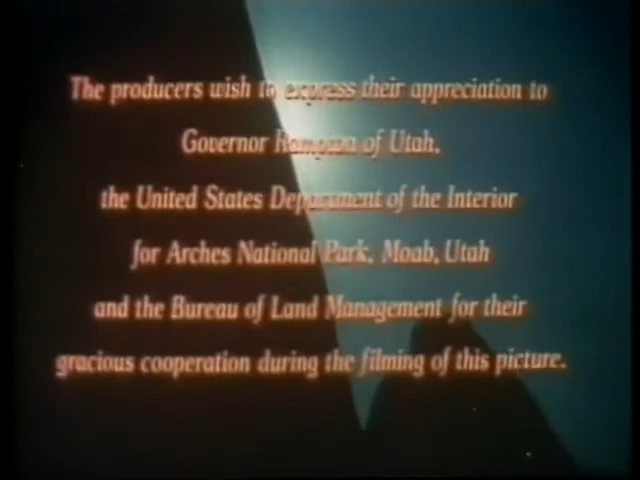 The producers wish to express their appreciation to
Governor Rampton of Utah,
the United States Department of the Interior
for Arches National Park, Moab, Utah
and the Bureau of Land Management for their
gracious cooperation during the filming of this picture.